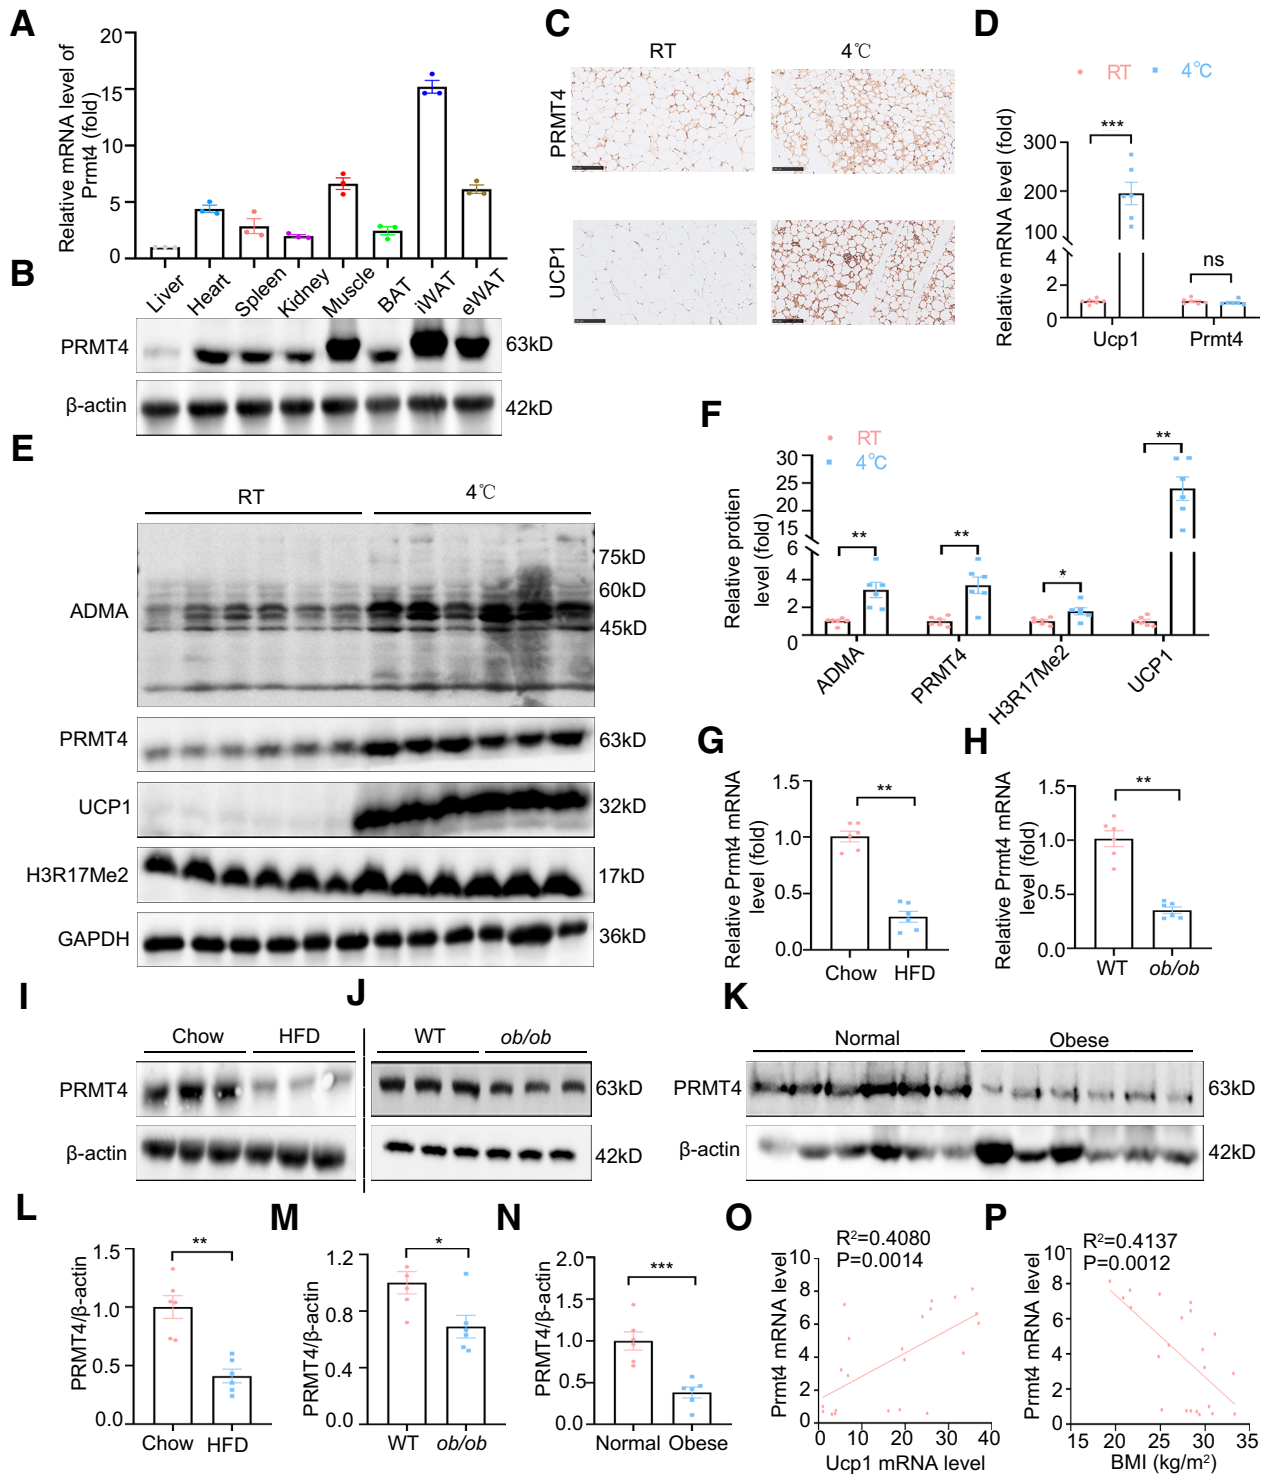 A
Relative mRNA level of
Prmt4 (fold)
20
15
10
5
0
Liver
Heart
Spleen
Kidney
Muscle
BAT
iWAT
eWAT
B
PRMT4
63kD
β-actin
42kD
C
RT
4℃
PRMT4
UCP1
D
RT
4°C
Relative mRNA level (fold)
300
200
100
4
2
0
***
ns
Ucp1
Prmt4
E
RT
4℃
ADMA
75kD
60kD
45kD
PRMT4
63kD
UCP1
32kD
H3R17Me2
17kD
GAPDH
36kD
F
RT
4°C
Relative protien
level (fold)
30
25
20
15
6
4
2
0
**
**
*
**
ADMA
PRMT4
H3R17Me2
UCP1
G
Relative Prmt4 mRNA
level (fold)
1.5
1.0
0.5
0.0
**
Chow
HFD
H
Relative Prmt4 mRNA
level (fold)
1.5
1.0
0.5
0.0
**
WT
ob/ob
I
Chow
HFD
PRMT4
β-actin
J
WT
ob/ob
63kD
42kD
K
Normal
Obese
PRMT4
63kD
β-actin
42kD
L
PRMT4/β-actin
1.5
1.0
0.5
0.0
**
Chow
HFD
M
PRMT4/β-actin
1.2
0.8
0.4
0.0
*
WT
ob/ob
N
PRMT4/β-actin
2.0
1.5
1.0
0.5
0.0
***
Normal
Obese
O
R²=0.4080
P=0.0014
Prmt4 mRNA level
10
8
6
4
2
0
0
10
20
30
40
Ucp1 mRNA level
P
R²=0.4137
P=0.0012
Prmt4 mRNA level
10
8
6
4
2
0
15
20
25
30
35
BMI (kg/m²)